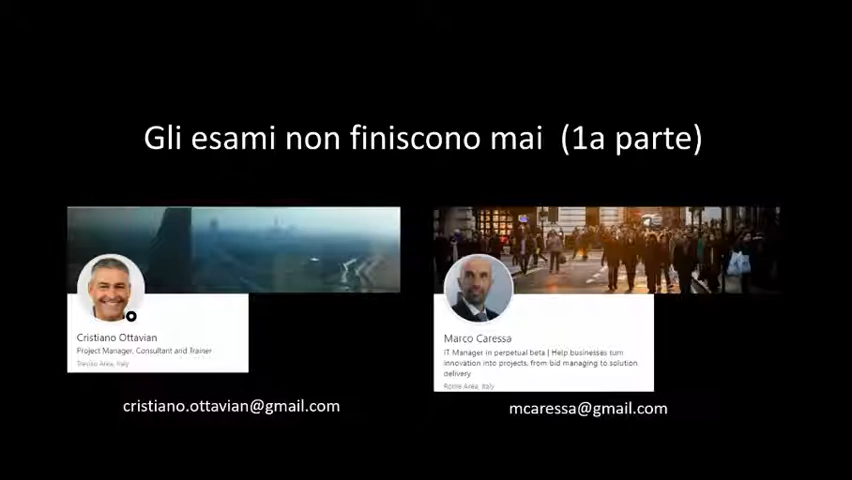 Gli esami non finiscono mai (1a parte)
Cristiano Ottavian
Project Manager, Consultant and Trainer
Treviso Area, Italy
cristiano.ottavian@gmail.com
Marco Caressa
IT Manager in perpetual beta | Help businesses turn
innovation into projects, from bid managing to solution
delivery
Rome Area, Italy
mcaressa@gmail.com